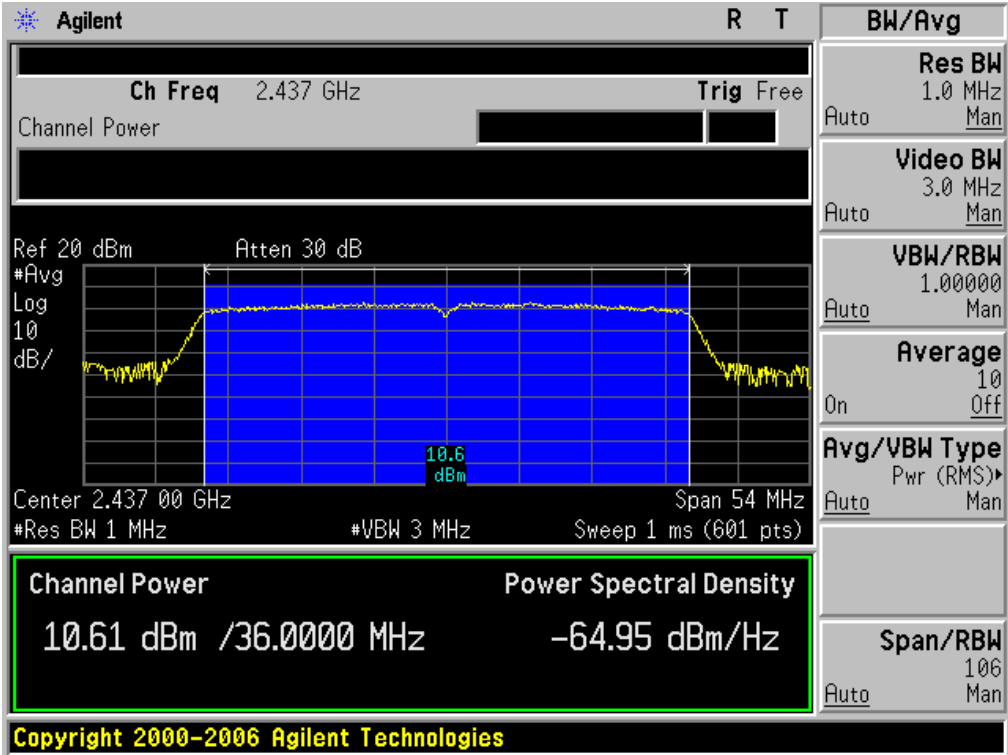 Agilent R T
Ch Freq 2.437 GHz Trig Free
Channel Power
Ref 20 dBm Atten 30 dB
#Avg
Log
10
dB/
10.6
dBm
Center 2.437 00 GHz Span 54 MHz
#Res BW 1 MHz #VBW 3 MHz Sweep 1 ms (601 pts)
Channel Power Power Spectral Density
10.61 dBm /36.0000 MHz -64.95 dBm/Hz
Copyright 2000-2006 Agilent Technologies
BW/Avg
Res BW
1.0 MHz
Auto Man
Video BW
3.0 MHz
Auto Man
VBW/RBW
1.00000
Auto Man
Average
10
On Off
Avg/VBW Type
Pwr (RMS)▸
Auto Man
Span/RBW
106
Auto Man